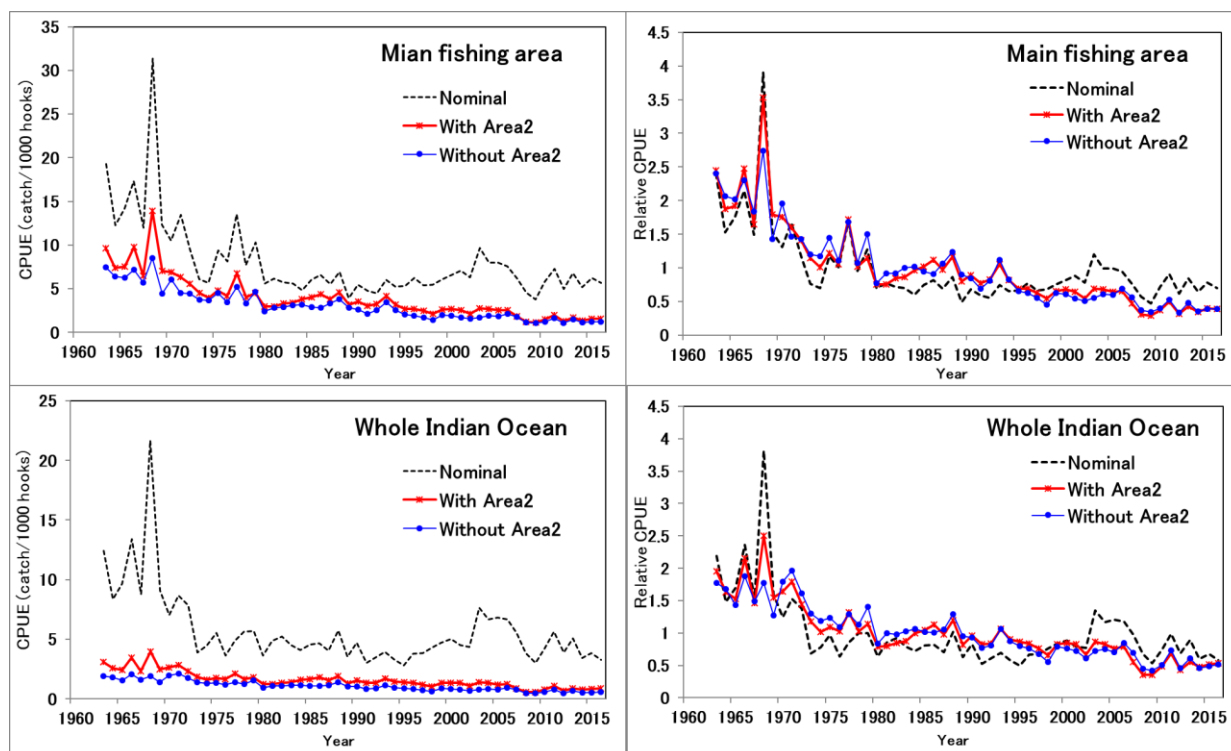 Mian fishing area
CPUE (catch/1000 hooks)
35
30
25
20
15
10
5
0
Nominal
With Area2
Without Area2
1960 1965 1970 1975 1980 1985 1990 1995 2000 2005 2010 2015
Year
Main fishing area
Relative CPUE
4.5
4
3.5
3
2.5
2
1.5
1
0.5
0
Nominal
With Area2
Without Area2
1960 1965 1970 1975 1980 1985 1990 1995 2000 2005 2010 2015
Year
Whole Indian Ocean
CPUE (catch/1000 hooks)
25
20
15
10
5
0
Nominal
With Area2
Without Area2
1960 1965 1970 1975 1980 1985 1990 1995 2000 2005 2010 2015
Year
Whole Indian Ocean
Relative CPUE
4.5
4
3.5
3
2.5
2
1.5
1
0.5
0
Nominal
With Area2
Without Area2
1960 1965 1970 1975 1980 1985 1990 1995 2000 2005 2010 2015
Year